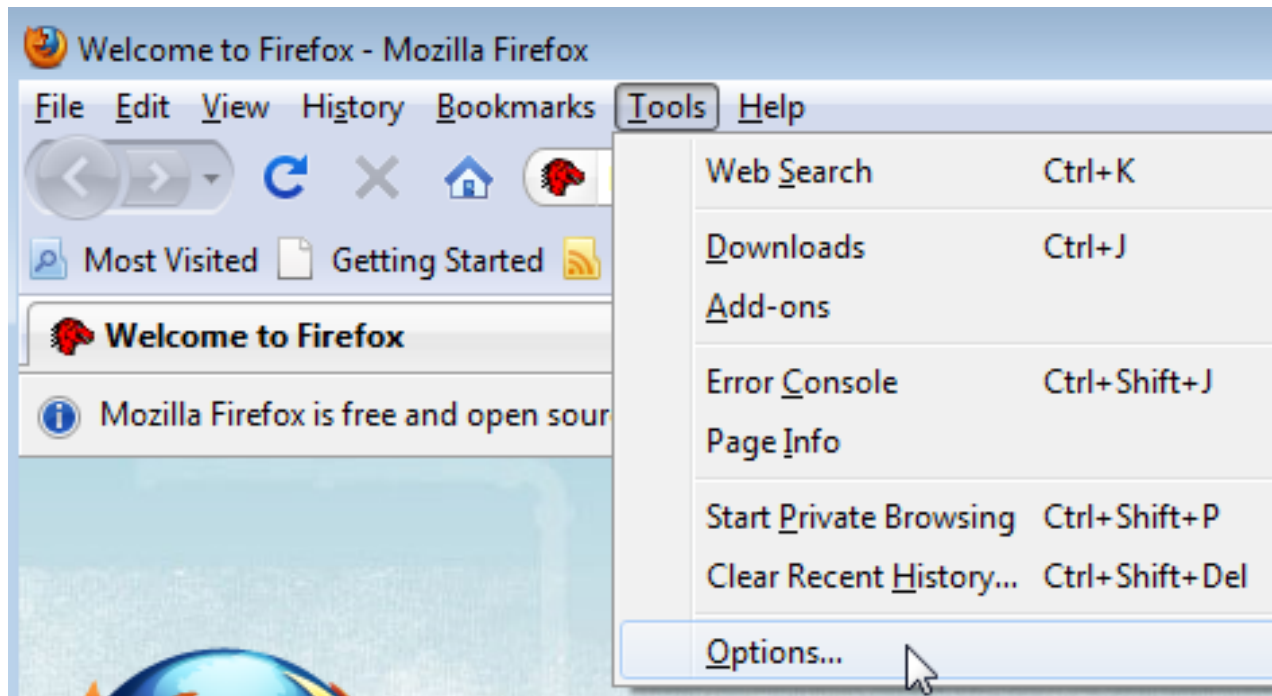 Welcome to Firefox - Mozilla Firefox
File Edit View History Bookmarks Tools Help
Web Search Ctrl+K
Most Visited Getting Started
Downloads Ctrl+J
Add-ons
Welcome to Firefox
Error Console Ctrl+Shift+J
Mozilla Firefox is free and open
Page Info
Start Private Browsing Ctrl+Shift+P
Clear Recent History... Ctrl+Shift+Del
Options...